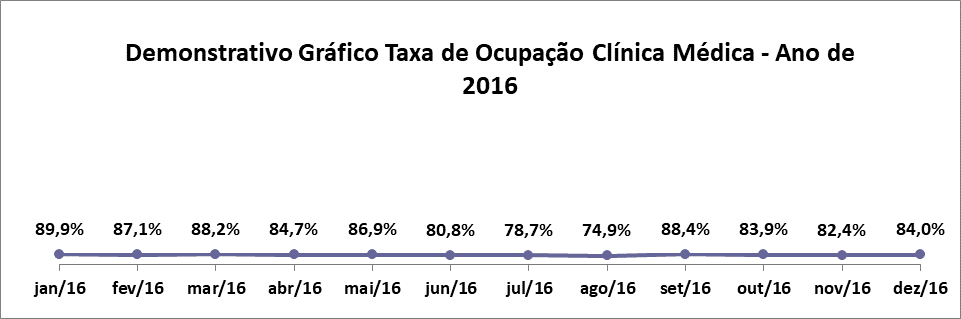 Demonstrativo Gráfico Taxa de Ocupação Clínica Médica - Ano de
2016
89,9% 87,1% 88,2% 84,7% 86,9% 80,8% 78,7% 74,9% 88,4% 83,9% 82,4% 84,0%
jan/16 fev/16 mar/16 abr/16 mai/16 jun/16 jul/16 ago/16 set/16 out/16 nov/16 dez/16